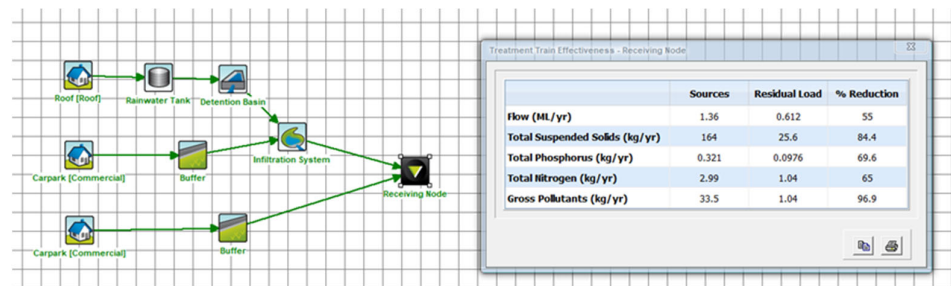 Roof [Roof]
Rainwater Tank
Detention Basin
Infiltration System
Carpark [Commercial]
Buffer
Receiving Node
Carpark [Commercial]
Buffer
Treatment Train Effectiveness - Receiving Node
Sources Residual Load % Reduction
Flow (ML/yr) 1.36 0.612 55
Total Suspended Solids (kg/yr) 164 25.6 84.4
Total Phosphorus (kg/yr) 0.321 0.0976 69.6
Total Nitrogen (kg/yr) 2.99 1.04 65
Gross Pollutants (kg/yr) 33.5 1.04 96.9